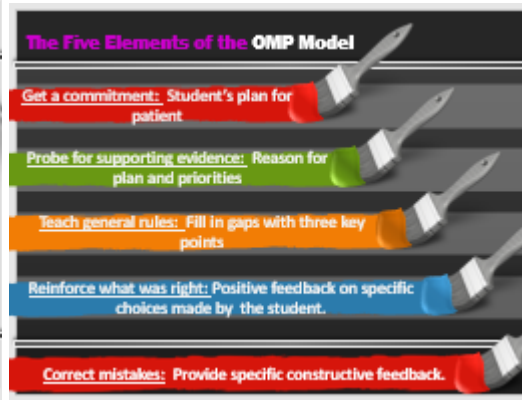 The Five Elements of the OMP Model
Get a commitment: Student's plan for
patient
Probe for supporting evidence: Reason for
plan and priorities
Teach general rules: Fill in gaps with three key
points
Reinforce what was right: Positive feedback on specific
choices made by the student.
Correct mistakes: Provide specific constructive feedback.